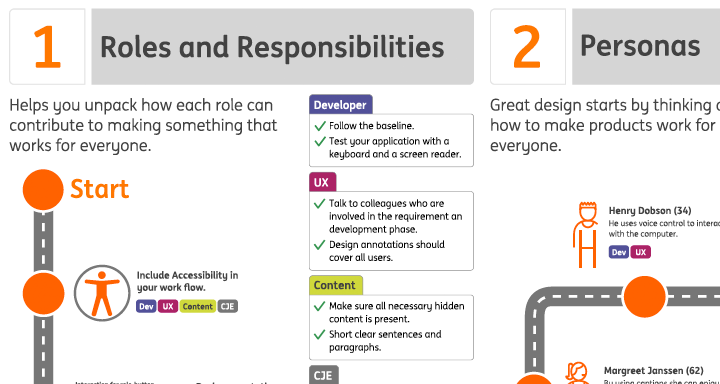 1
Roles and Responsibilities
Helps you unpack how each role can
contribute to making something that
works for everyone.
Start
Include Accessibility in
your work flow.
Dev UX Content CJE
Developer
Follow the baseline.
Test your application with a
keyboard and a screen reader.
UX
Talk to colleagues who are
involved in the requirement an
development phase.
Design annotations should
cover all users.
Content
Make sure all necessary hidden
content is present.
Short clear sentences and
paragraphs.
CJE
2
Personas
Great design starts by thinking
how to make products work for
everyone.
Henry Dobson (34)
He uses voice control to interac
with the computer.
Dev UX
Margreet Janssen (62)